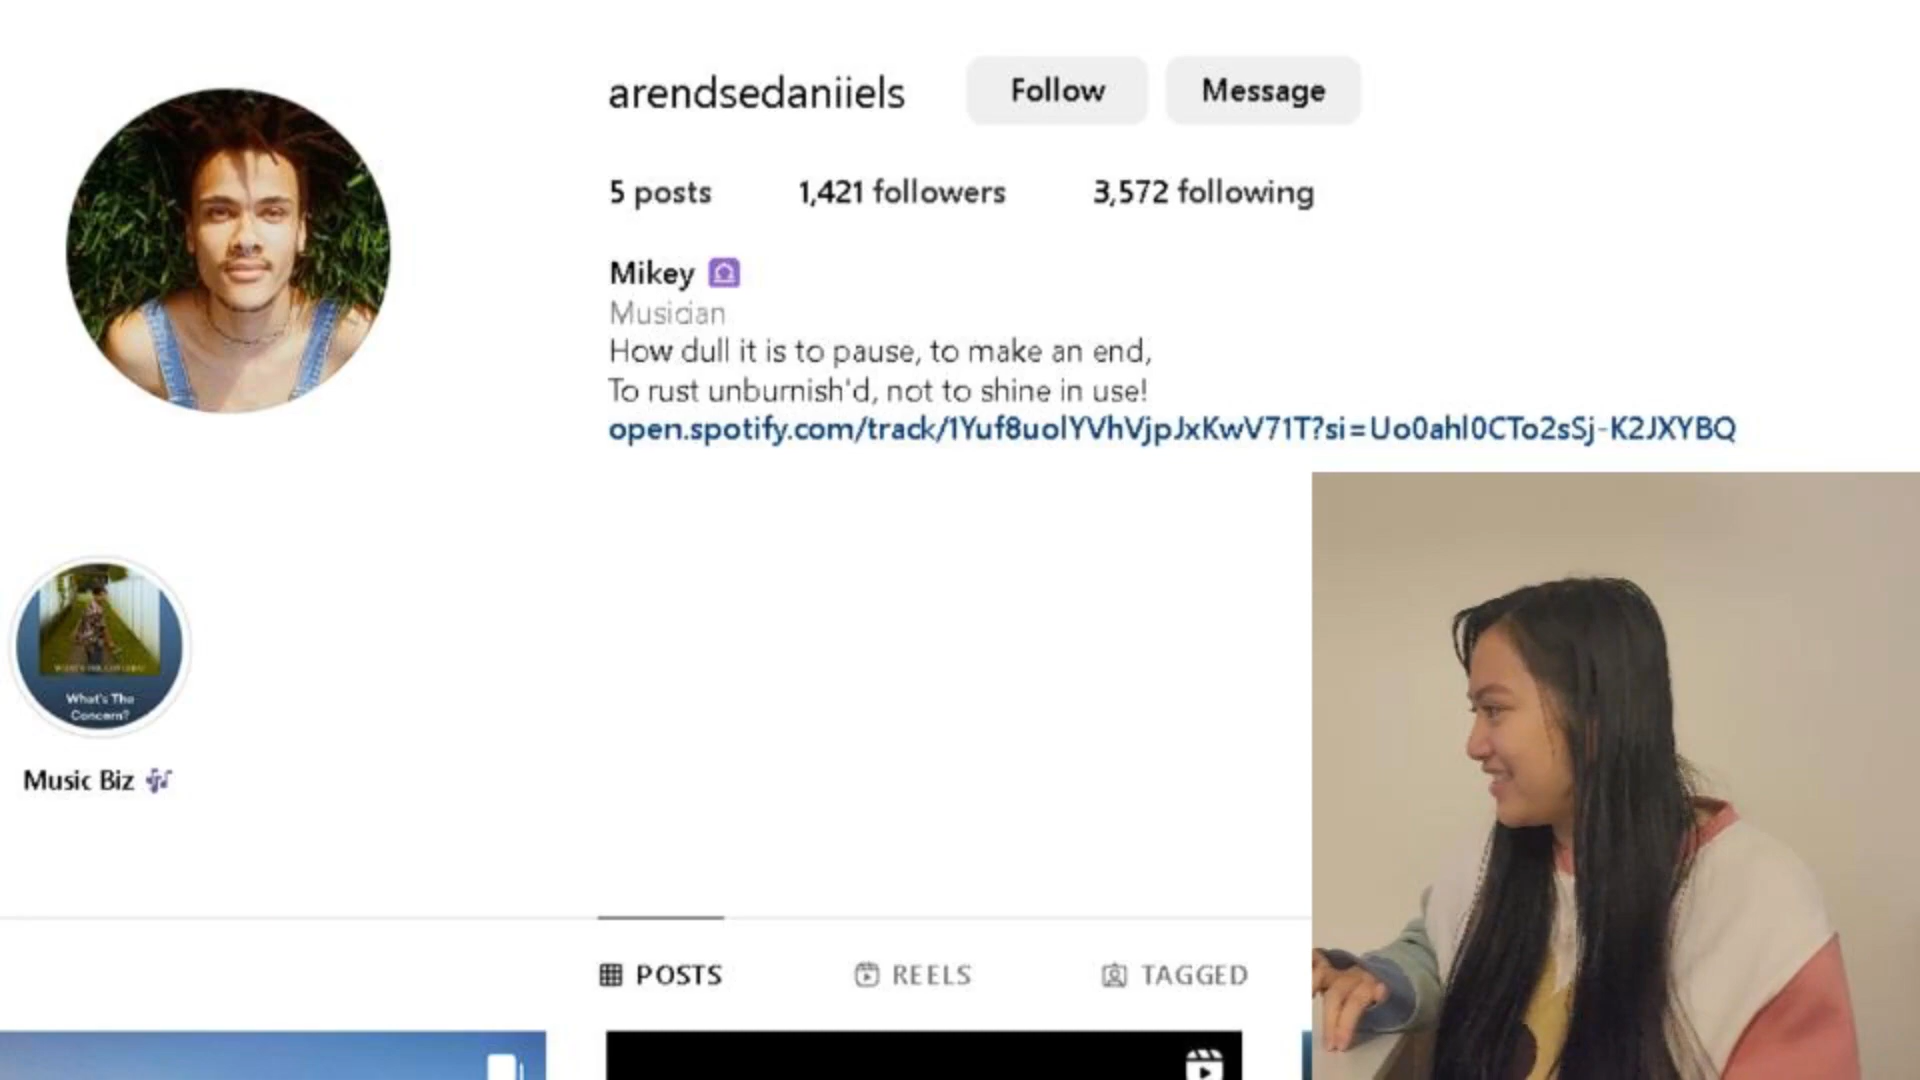 arendsedaniiels Follow Message
5 posts 1,421 followers 3,572 following
Mikey
Musician
How dull it is to pause, to make an end,
To rust unburnish'd, not to shine in use!
open.spotify.com/track/1Yuf8uolYVhVjpJxKwV71T?si=Uo0ahl0CTo2sSj-K2JXYBQ
What's The
Concern?
Music Biz
POSTS REELS TAGGED